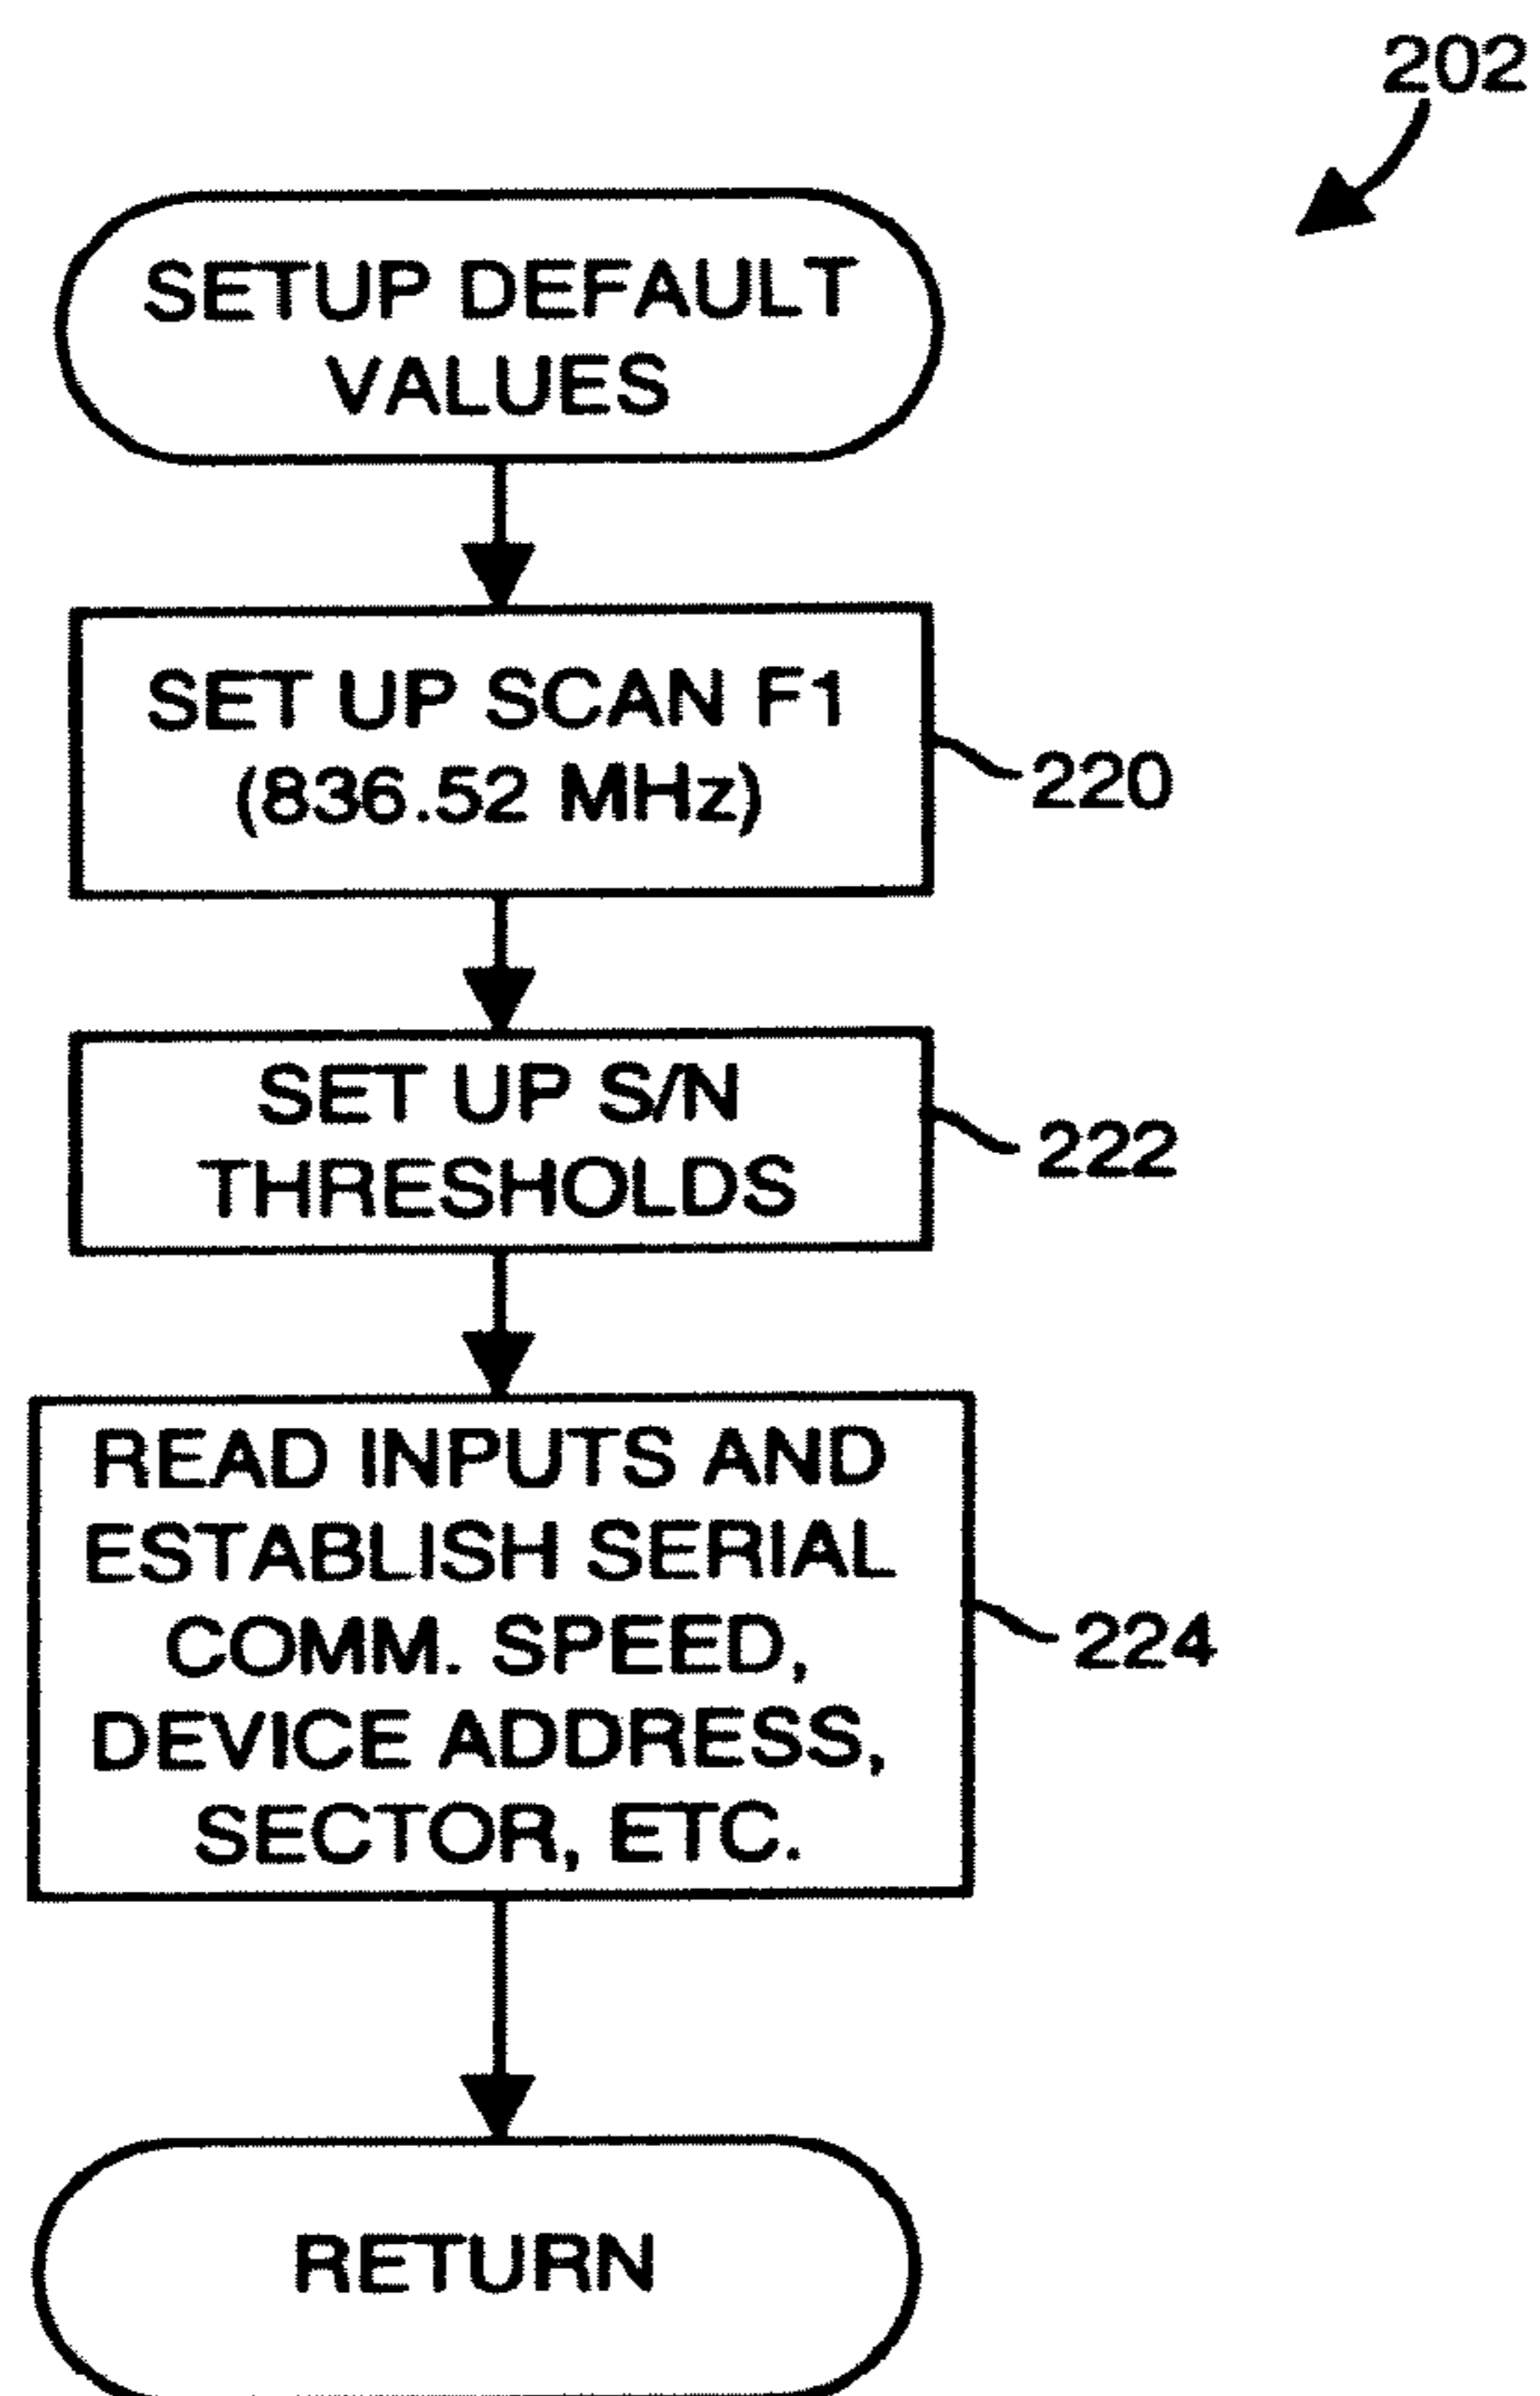 202
SETUP DEFAULT
VALUES
SET UP SCAN F1
(836.52 MHz)
220
SET UP S/N
THRESHOLDS
222
READ INPUTS AND
ESTABLISH SERIAL
COMM. SPEED,
DEVICE ADDRESS,
SECTOR, ETC.
224
RETURN